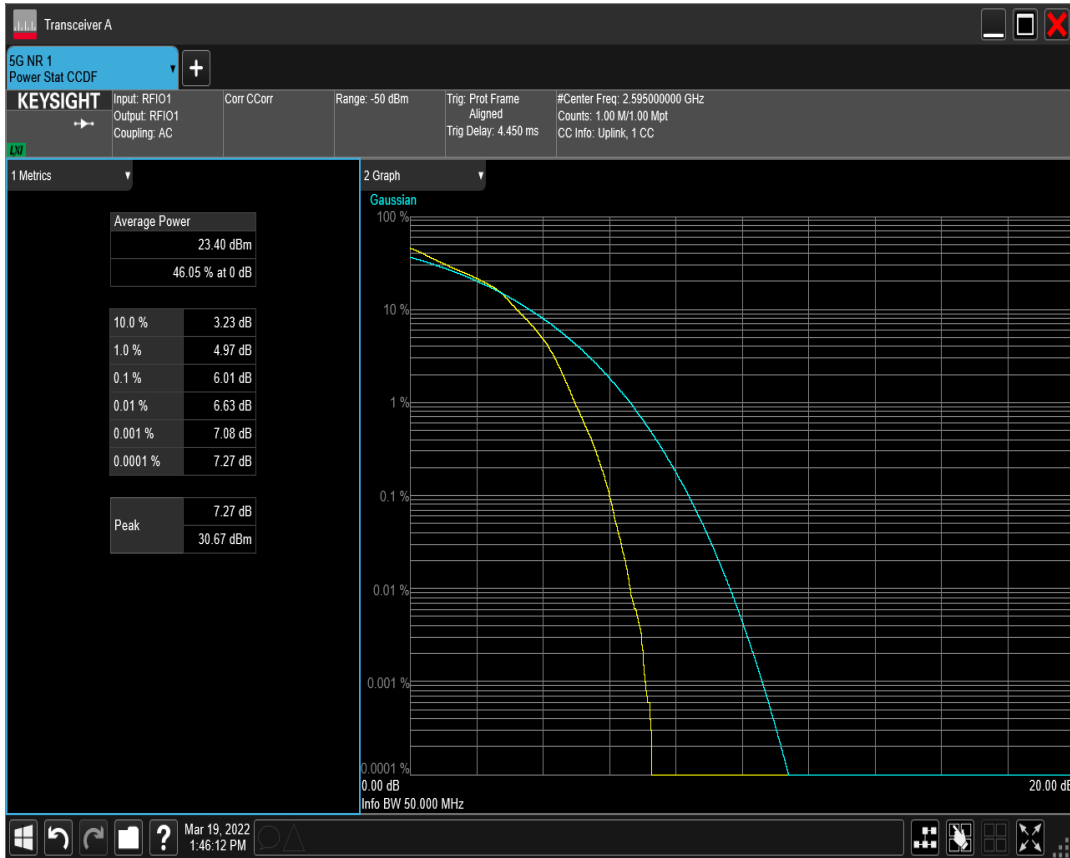 Transceiver A
5G NR 1
Power Stat CCDF
+
KEYSIGHT
LXI
Input: RFIO1
Output: RFIO1
Coupling: AC
Corr CCorr
Range: -50 dBm
Trig: Prot Frame
Aligned
Trig Delay: 4.450 ms
#Center Freq: 2.595000000 GHz
Counts: 1.00 M/1.00 Mpt
CC Info: Uplink, 1 CC
1 Metrics
Average Power
23.40 dBm
46.05 % at 0 dB
10.0 % 3.23 dB
1.0 % 4.97 dB
0.1 % 6.01 dB
0.01 % 6.63 dB
0.001 % 7.08 dB
0.0001 % 7.27 dB
Peak 7.27 dB
30.67 dBm
2 Graph
Gaussian
100 %
10 %
1 %
0.1 %
0.01 %
0.001 %
0.0001 %
0.00 dB 20.00 dB
Info BW 50.000 MHz
?
Mar 19, 2022
1:46:12 PM